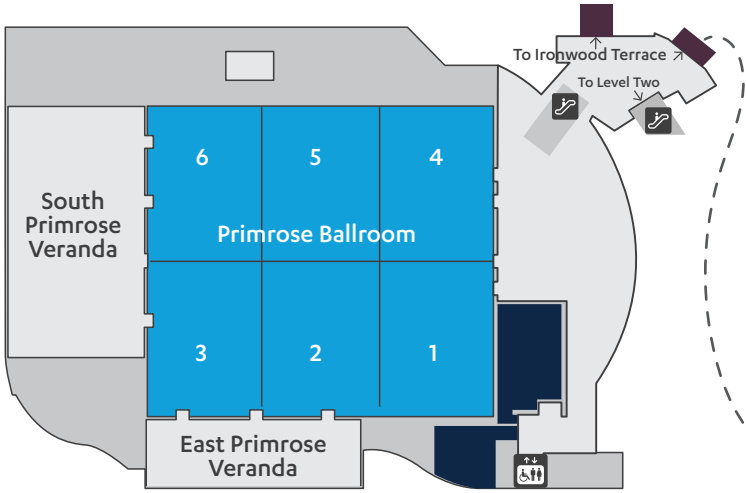 To Ironwood Terrace
To Level Two
6
5
4
South
Primrose
Veranda
Primrose Ballroom
3
2
1
East Primrose
Veranda